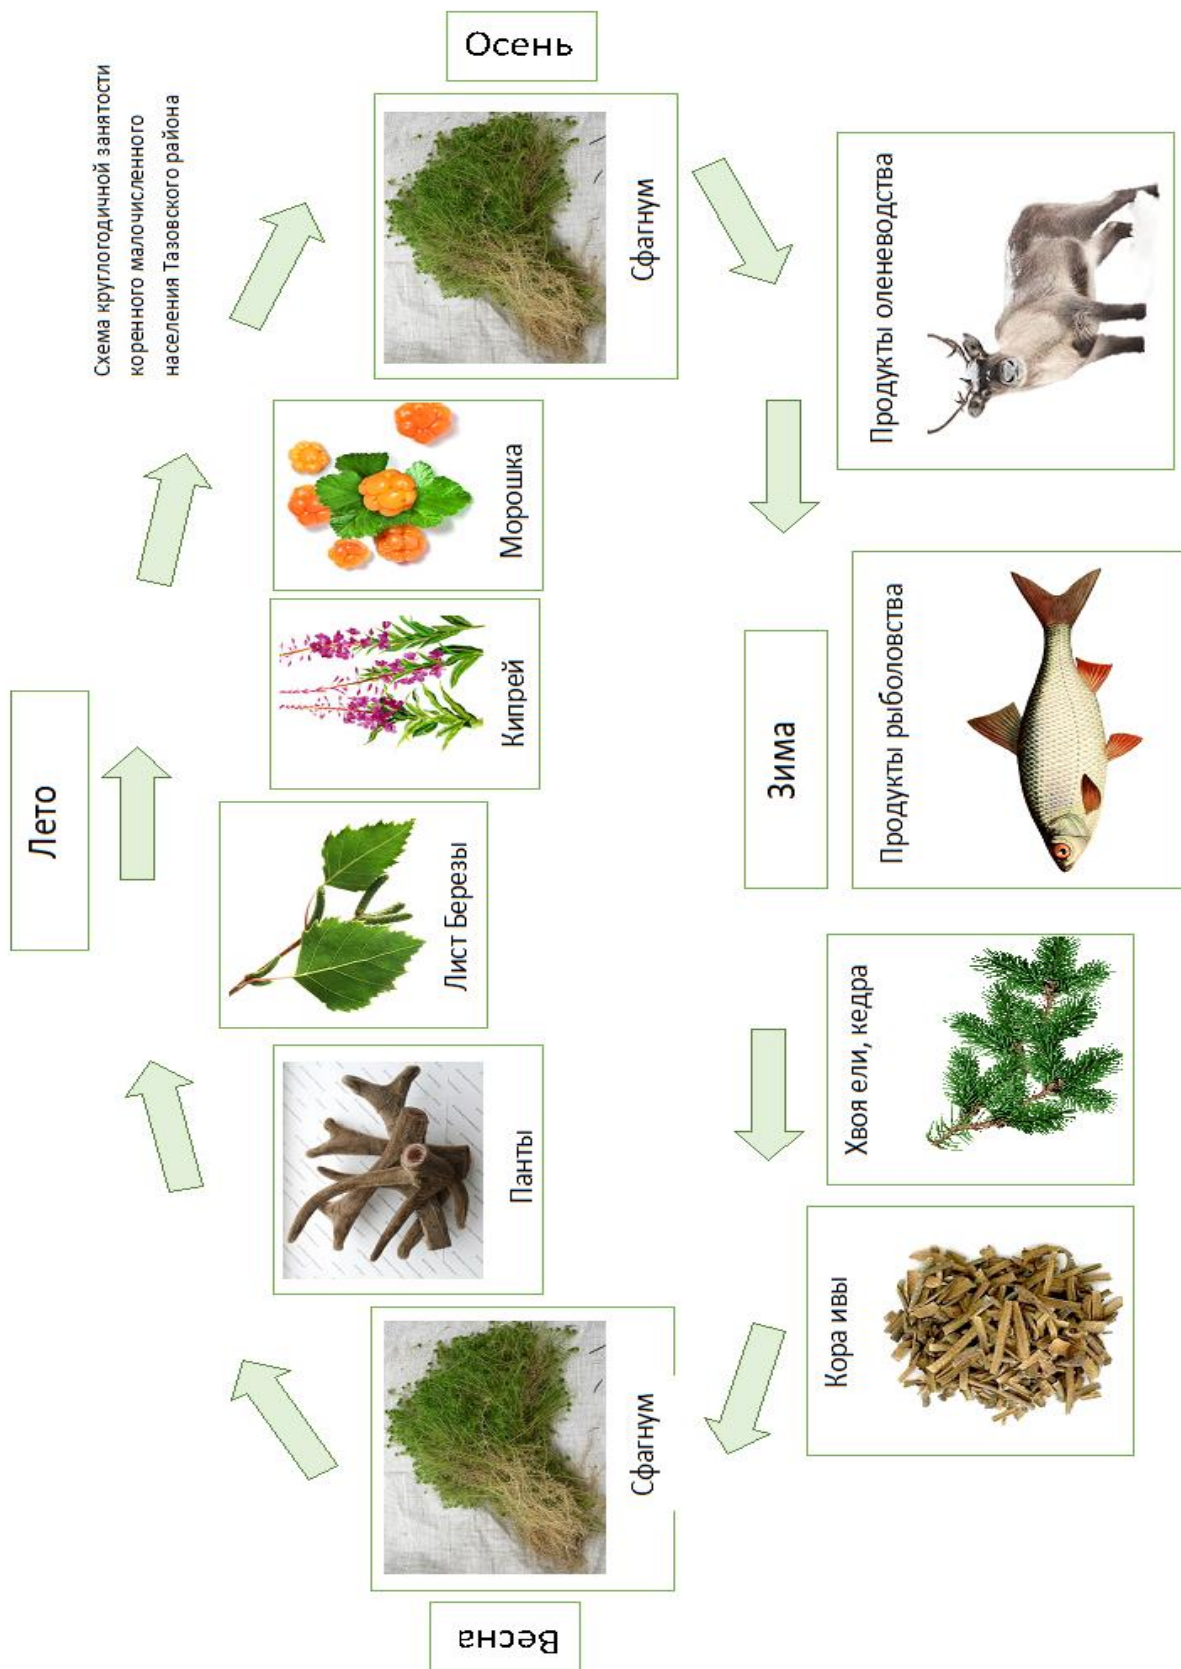 Схема круглогодичной занятости
коренного малочисленного
населения Тазовского района
Лето
Весна
Осень
Сфагнум
Панты
Лист Березы
Кипрей
Морошка
Сфагнум
Зима
Кора ивы
Хвоя ели, кедра
Продукты рыболовства
Продукты оленеводства